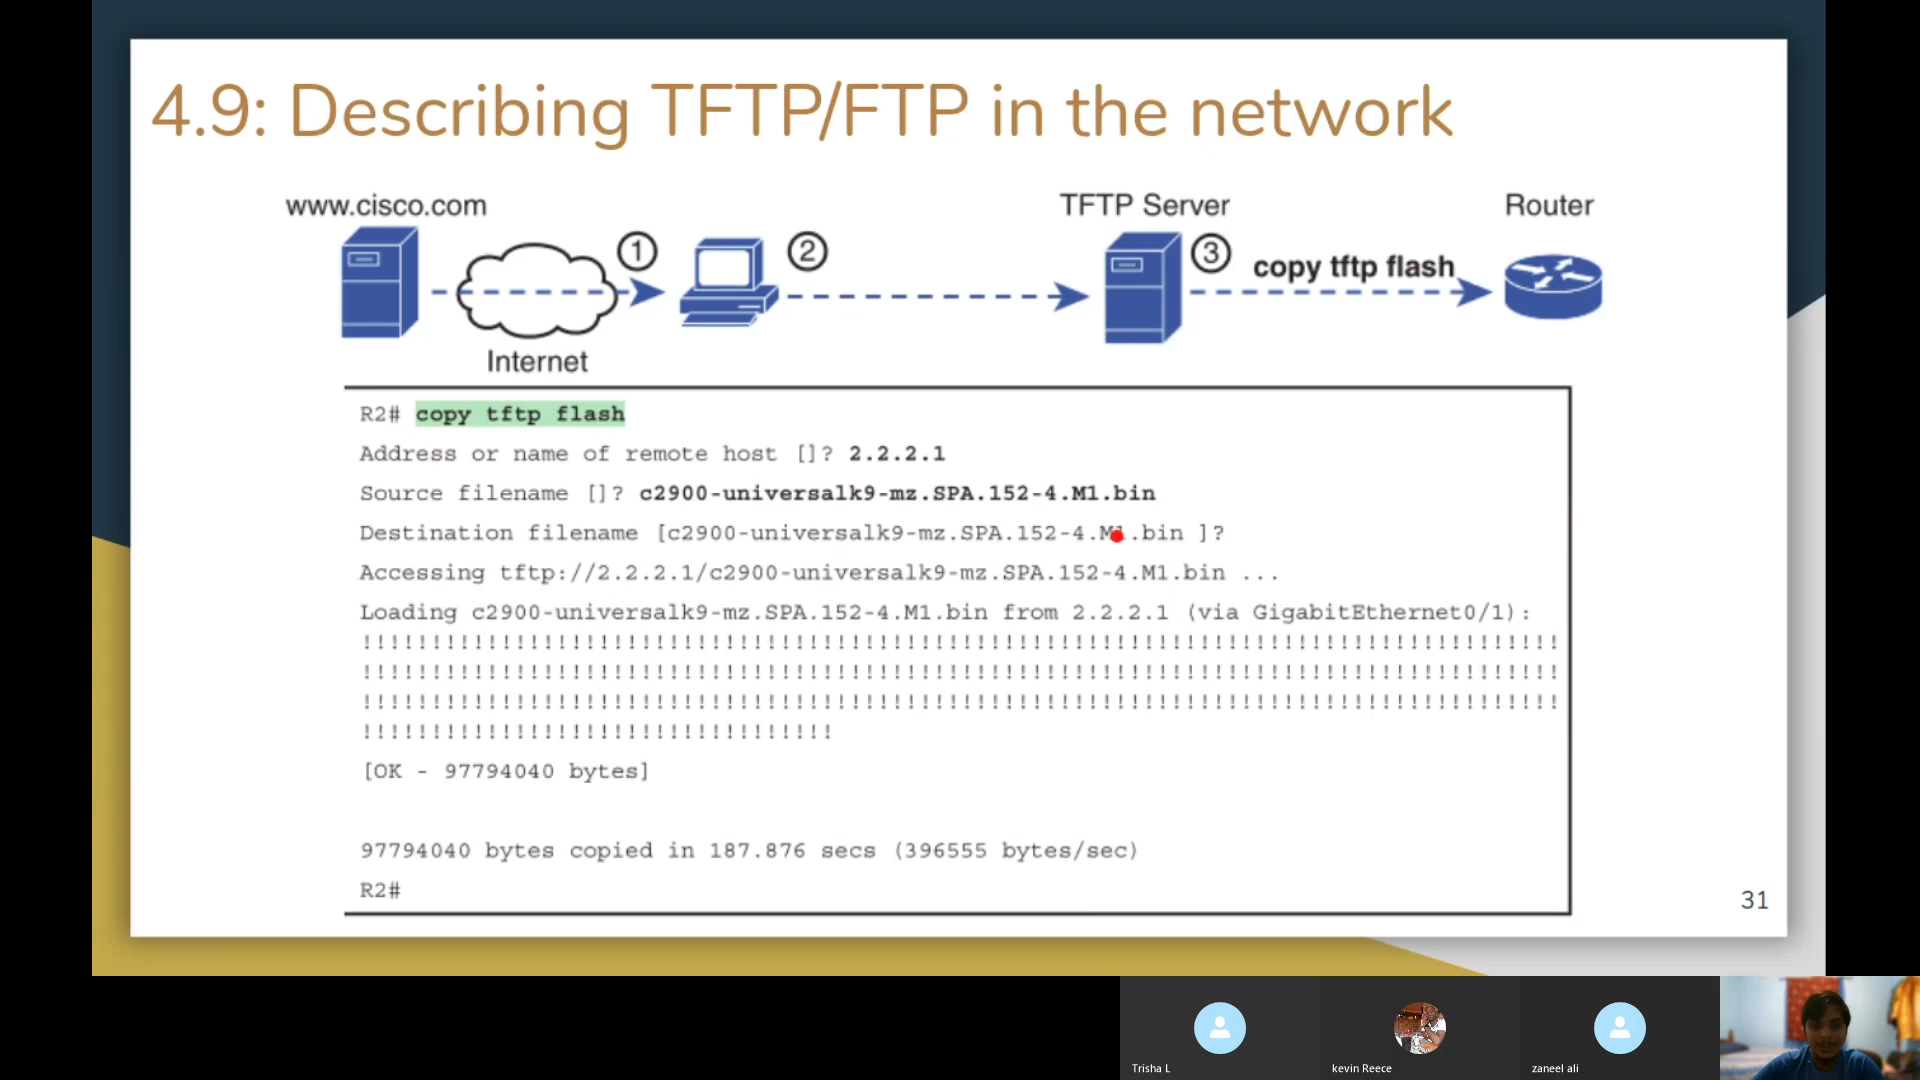 4.9: Describing TFTP/FTP in the network
www.cisco.com
TFTP Server
Router
1
2
3
copy tftp flash
Internet
R2# copy tftp flash
Address or name of remote host []? 2.2.2.1
Source filename []? c2900-universalk9-mz.SPA.152-4.M1.bin
Destination filename [c2900-universalk9-mz.SPA.152-4.M1.bin ]?
Accessing tftp://2.2.2.1/c2900-universalk9-mz.SPA.152-4.M1.bin ...
Loading c2900-universalk9-mz.SPA.152-4.M1.bin from 2.2.2.1 (via GigabitEthernet0/1):
!!!!!!!!!!!!!!!!!!!!!!!!!!!!!!!!!!!!!!!!!!!!!!!!!!!!!!!!!!!!!!!!!!!!!!!!!!!!!!!!!!!!!!
!!!!!!!!!!!!!!!!!!!!!!!!!!!!!!!!!!!!!!!!!!!!!!!!!!!!!!!!!!!!!!!!!!!!!!!!!!!!!!!!!!!!!!
!!!!!!!!!!!!!!!!!!!!!!!!!!!!!!!!!!!!!!!!!!!!!!!!!!!!!!!!!!!!!!!!!!!!!!!!!!!!!!!!!!!!!!
!!!!!!!!!!!!!!!!!!!!!!!!!!!!!!!!!!
[OK - 97794040 bytes]
97794040 bytes copied in 187.876 secs (396555 bytes/sec)
R2#
31
Trisha L
kevin Reece
zaneel ali